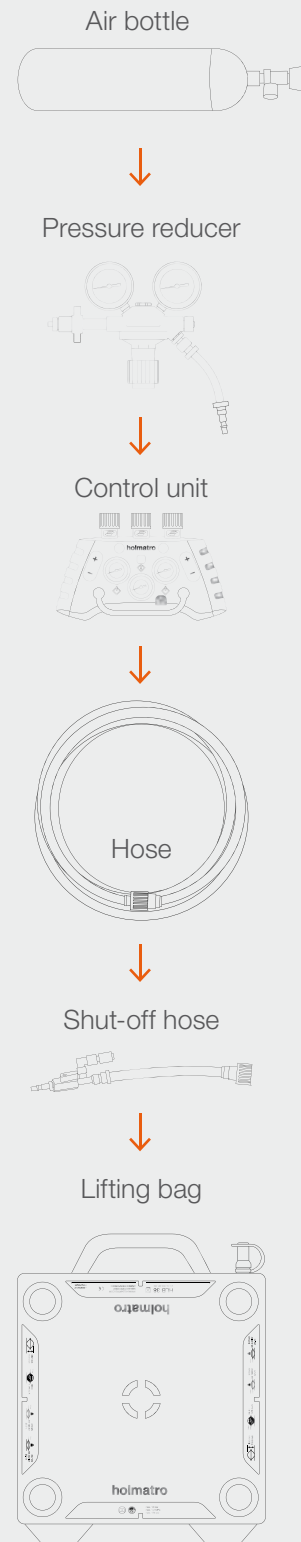 Air bottle
Pressure reducer
Control unit
holmatro
Hose
Shut-off hose
Lifting bag
holmatro
holmatro